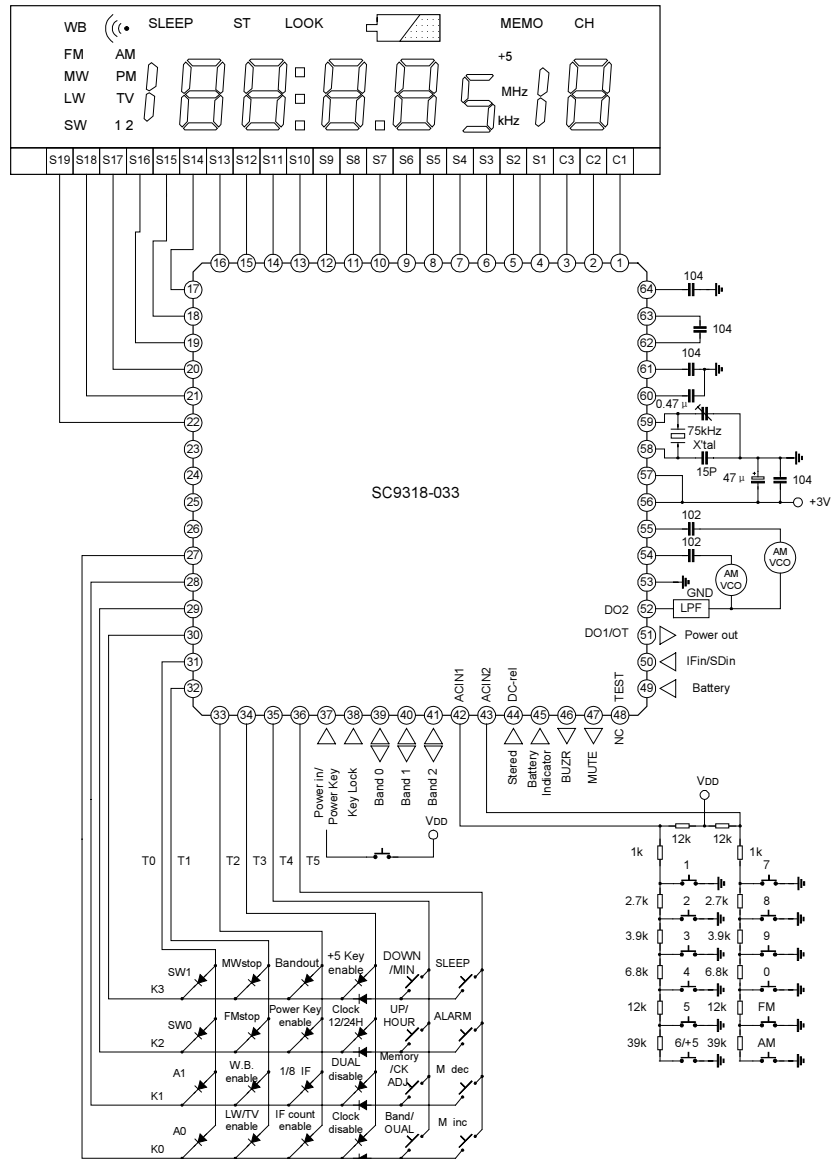 WB SLEEP ST LOOK MEMO CH
FM AM +5
MW PM
LW TV MHz
SW 1 2 kHz
S19 S18 S17 S16 S15 S14 S13 S12 S11 S10 S9 S8 S7 S6 S5 S4 S3 S2 S1 C3 C2 C1
16 15 14 13 12 11 10 9 8 7 6 5 4 3 2 1
17
18
19
20
21
22
23
24
25
26
27
28
29
30
31
32
SC9318-033
64 104
63
104
62
104
61
60
0.47 μ
59
75kHz
X'tal
58
15P
57
47 μ + 104
56
+3V
55 102
54 102
AM
VCO
AM
VCO
53
GND
DO2 52 LPF
DO1/OT 51 Power out
50 IFin/SDin
49 Battery
ACIN1 ACIN2 DC-rel TEST
33 34 35 36 37 38 39 40 41 42 43 44 45 46 47 48
NC
Power in/
Power Key
Key Lock
Band 0
Band 1
Band 2
Stered
Battery
Indicator
BUZR
MUTE
VDD
VDD
T0 T1 T2 T3 T4 T5
12k 12k
1k 1k
1 7
2.7k 2 2.7k 8
3.9k 3 3.9k 9
6.8k 4 6.8k 0
12k 5 12k FM
39k 6/+5 39k AM
SW1 MWstop Bandout +5 Key
enable DOWN
/MIN SLEEP
K3
SW0 FMstop Power Key
enable Clock
12/24H UP/
HOUR ALARM
K2
A1 W.B.
enable 1/8 IF DUAL
disable Memory
/CK
ADJ M dec
K1
A0 LW/TV
enable IF count
enable Clock
disable Band/
OUAL M inc
K0